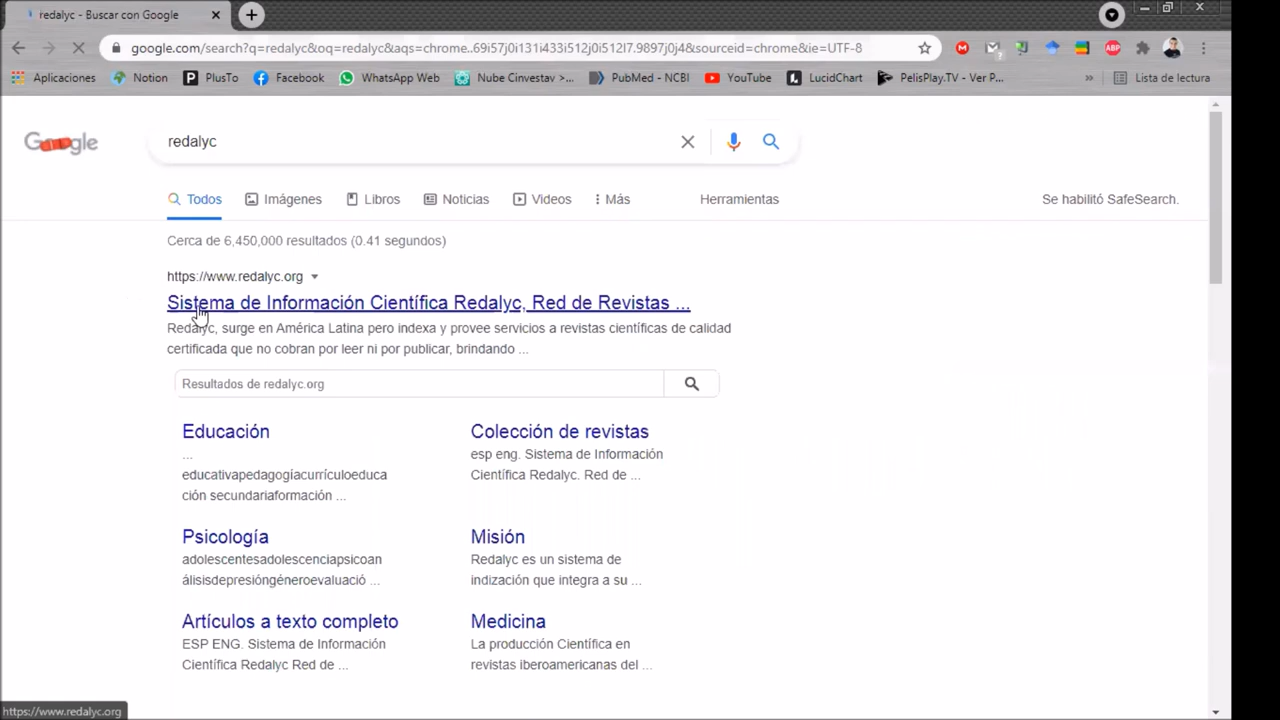 redalyc - Buscar con Google
google.com/search?q=redalyc&oq=redalyc&aqs=chrome..69i57j0i131i433i512j0i512l7.9897j0j4&sourceid=chrome&ie=UTF-8
Aplicaciones Notion PlusTo Facebook WhatsApp Web Nube Cinvestav >... PubMed - NCBI YouTube LucidChart PelisPlay.TV - Ver P... » Lista de lectura
Google
redalyc
Todos Imágenes Libros Noticias Videos Más Herramientas Se habilitó SafeSearch.
Cerca de 6,450,000 resultados (0.41 segundos)
https://www.redalyc.org
Sistema de Información Científica Redalyc, Red de Revistas ...
Redalyc, surge en América Latina pero indexa y provee servicios a revistas científicas de calidad
certificada que no cobran por leer ni por publicar, brindando ...
Resultados de redalyc.org
Educación
...
educativapedagogíacurrículoeduca
ción secundariaformación ...
Colección de revistas
esp eng. Sistema de Información
Científica Redalyc. Red de ...
Psicología
adolescentesadolescenciapsicoan
álisisdepresióngéneroevaluació ...
Misión
Redalyc es un sistema de
indización que integra a su ...
Artículos a texto completo
ESP ENG. Sistema de Información
Científica Redalyc Red de ...
Medicina
La producción Científica en
revistas iberoamericanas del ...
https://www.redalyc.org